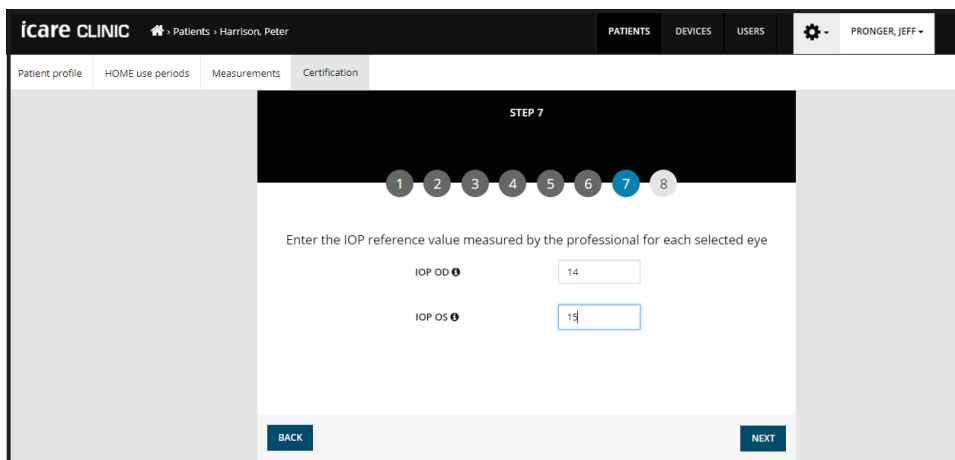 icare CLINIC › Patients › Harrison, Peter PATIENTS DEVICES USERS PRONGER, JEFF
Patient profile HOME use periods Measurements Certification
STEP 7
1 2 3 4 5 6 7 8
Enter the IOP reference value measured by the professional for each selected eye
IOP OD 14
IOP OS 15
BACK NEXT